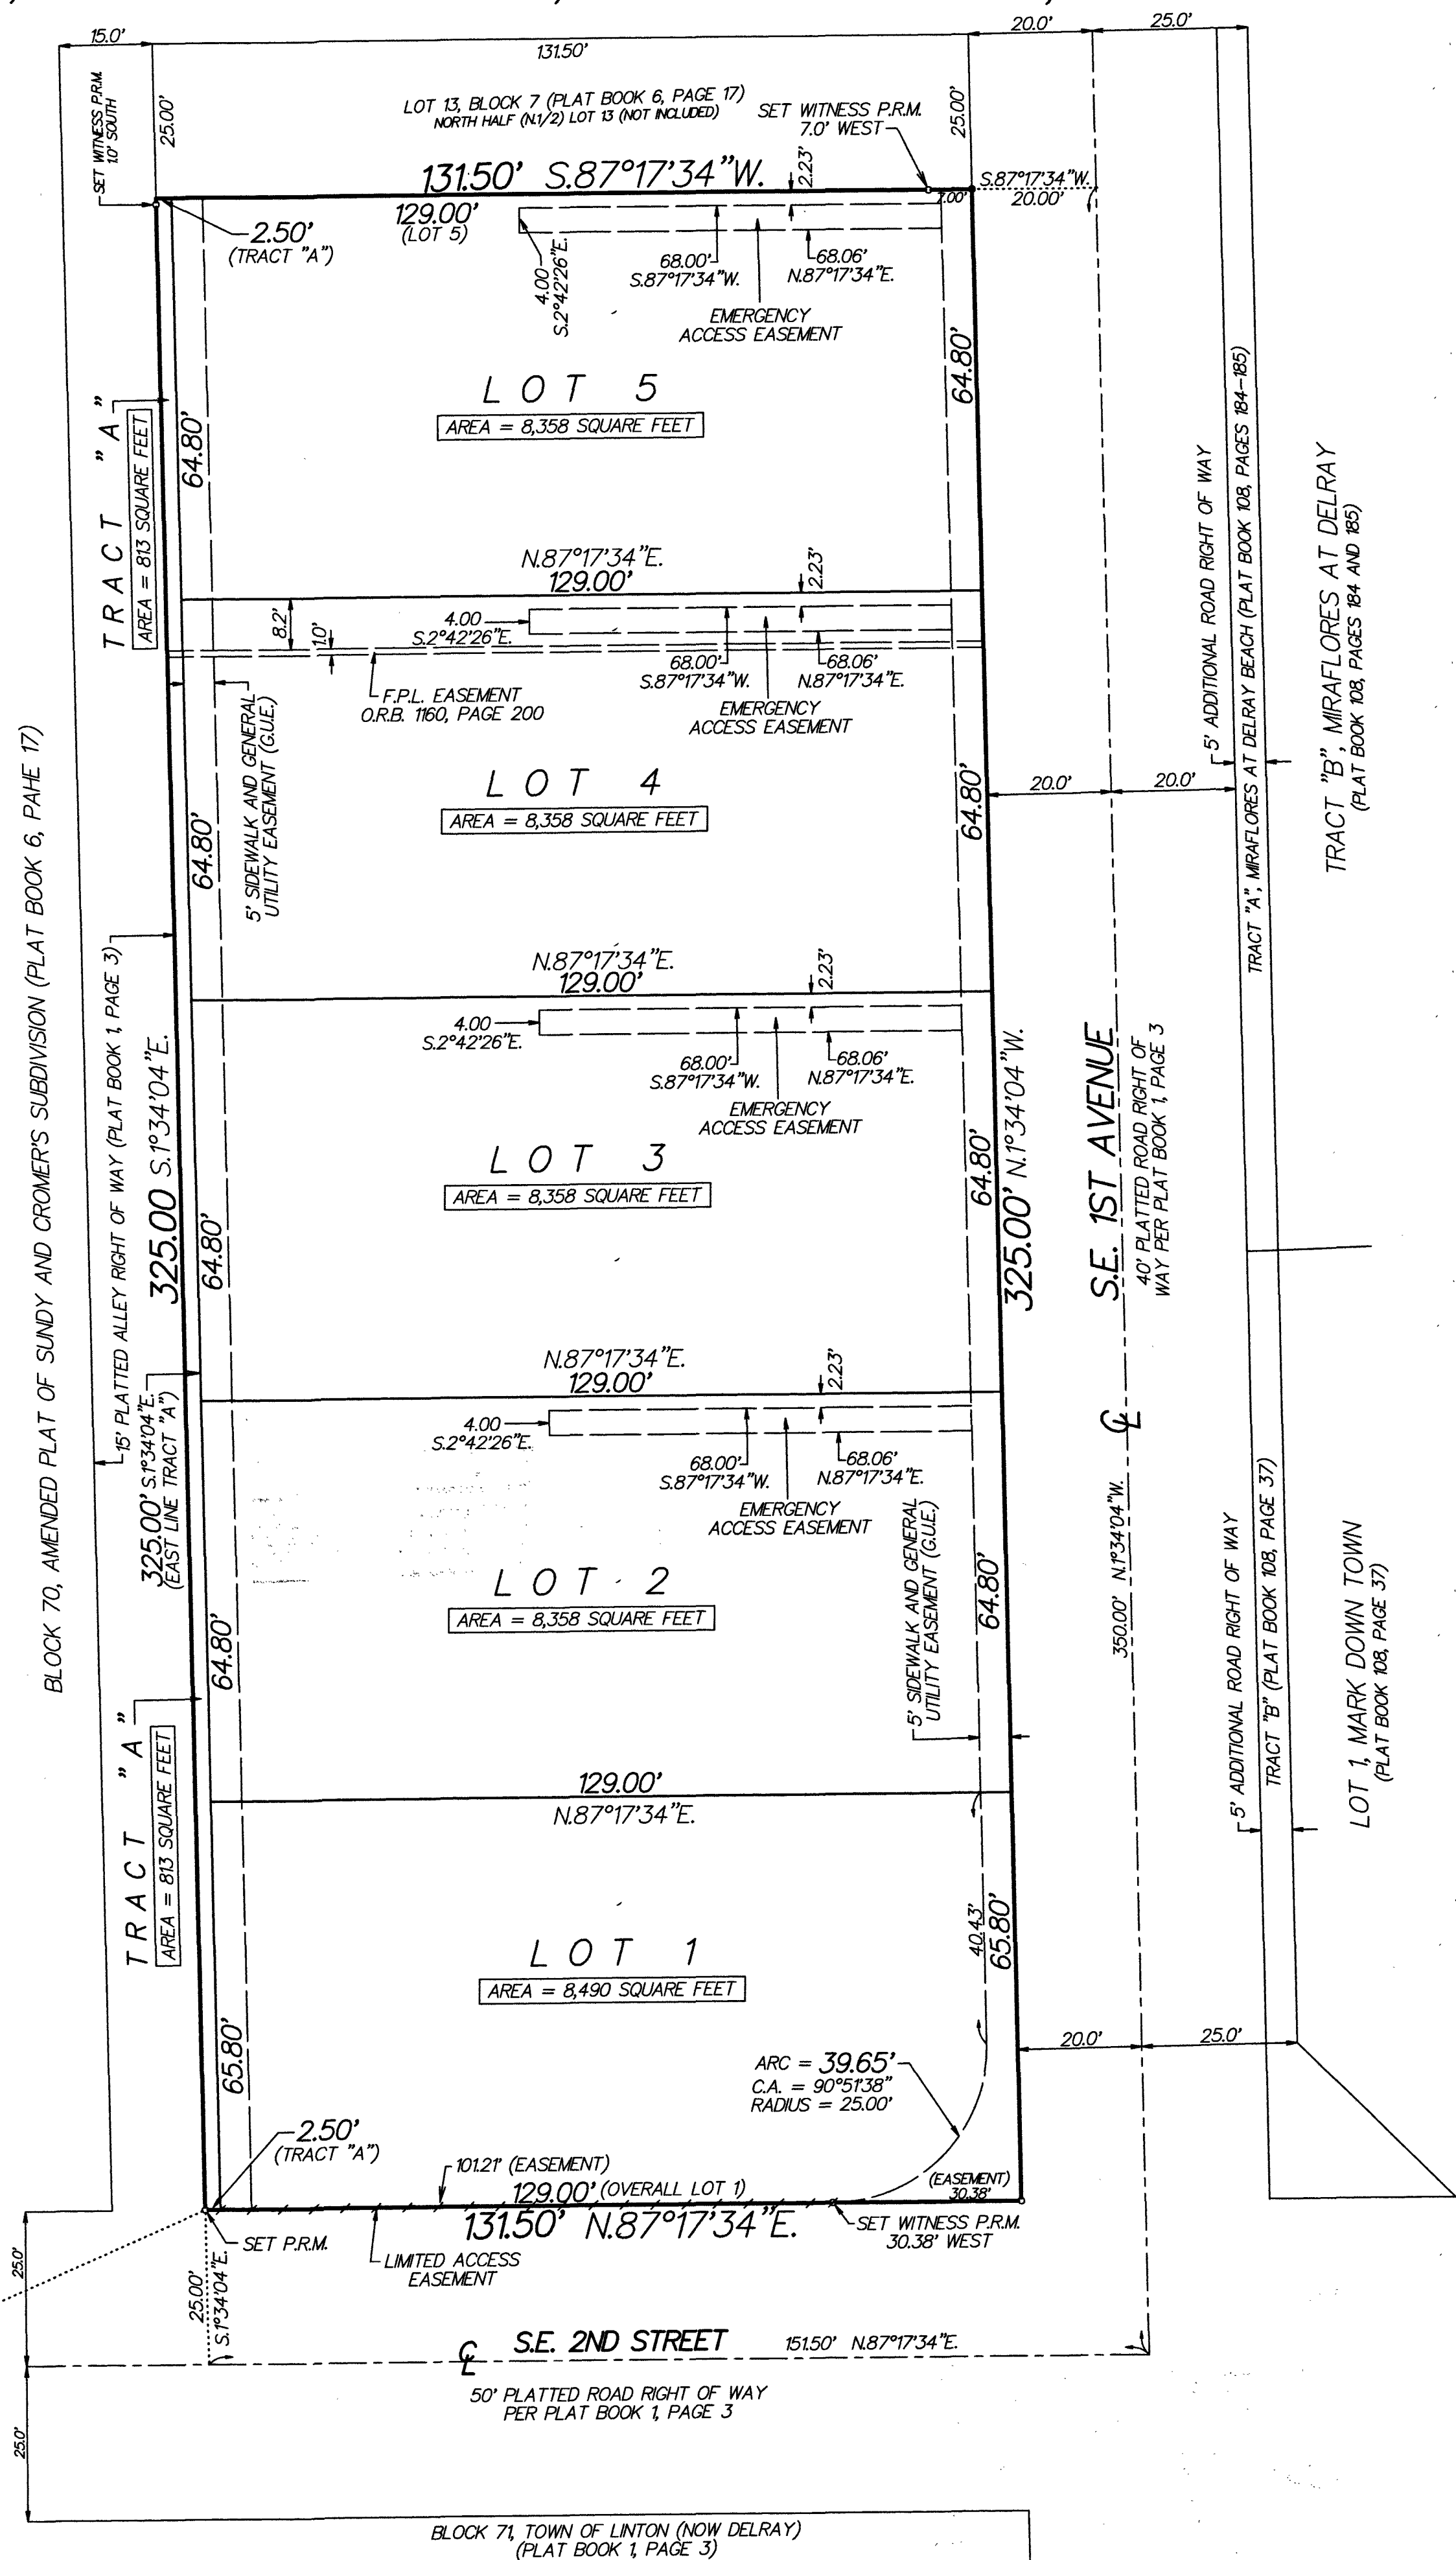 15.0'
131.50'
20.0'
25.0'
SET WITNESS P.R.M.
1.0' SOUTH
25.00'
LOT 13, BLOCK 7 (PLAT BOOK 6, PAGE 17)
NORTH HALF (N.1/2) LOT 13 (NOT INCLUDED)
SET WITNESS P.R.M.
7.0' WEST
25.00'
131.50' S.87°17'34"W.
2.23'
7.00'
S.87°17'34"W.
20.00'
2.50'
(TRACT "A")
129.00'
(LOT 5)
4.00
S.2°42'26"E.
68.00'
S.87°17'34"W.
68.06'
N.87°17'34"E.
EMERGENCY
ACCESS EASEMENT
LOT 5
AREA = 8,358 SQUARE FEET
64.80'
64.80'
TRACT "A"
AREA = 813 SQUARE FEET
N.87°17'34"E.
129.00'
2.23'
8.2'
1.0'
4.00
S.2°42'26"E.
68.00'
S.87°17'34"W.
68.06'
N.87°17'34"E.
F.P.L. EASEMENT
O.R.B. 1160, PAGE 200
EMERGENCY
ACCESS EASEMENT
5' SIDEWALK AND GENERAL
UTILITY EASEMENT (G.U.E.)
LOT 4
AREA = 8,358 SQUARE FEET
64.80'
64.80'
20.0'
20.0'
5' ADDITIONAL ROAD RIGHT OF WAY
TRACT "A", MIRAFLORES AT DELRAY BEACH (PLAT BOOK 108, PAGES 184-185)
TRACT "B", MIRAFLORES AT DELRAY
(PLAT BOOK 108, PAGES 184 AND 185)
BLOCK 70, AMENDED PLAT OF SUNDY AND CROMER'S SUBDIVISION (PLAT BOOK 6, PAHE 17)
15' PLATTED ALLEY RIGHT OF WAY (PLAT BOOK 1, PAGE 3)
325.00 S.1°34'04"E.
N.87°17'34"E.
129.00'
2.23'
4.00
S.2°42'26"E.
68.00'
S.87°17'34"W.
68.06'
N.87°17'34"E.
EMERGENCY
ACCESS EASEMENT
LOT 3
AREA = 8,358 SQUARE FEET
64.80'
64.80'
325.00' N.1°34'04"W.
S.E. 1ST AVENUE
40' PLATTED ROAD RIGHT OF
WAY PER PLAT BOOK 1, PAGE 3
325.00' S.1°34'04"E.
(EAST LINE TRACT "A")
N.87°17'34"E.
129.00'
2.23'
4.00
S.2°42'26"E.
68.00'
S.87°17'34"W.
68.06'
N.87°17'34"E.
EMERGENCY
ACCESS EASEMENT
5' SIDEWALK AND GENERAL
UTILITY EASEMENT (G.U.E.)
LOT 2
AREA = 8,358 SQUARE FEET
64.80'
64.80'
℄
350.00' N.1°34'04"W.
5' ADDITIONAL ROAD RIGHT OF WAY
TRACT "B" (PLAT BOOK 108, PAGE 37)
LOT 1, MARK DOWN TOWN
(PLAT BOOK 108, PAGE 37)
TRACT "A"
AREA = 813 SQUARE FEET
129.00'
N.87°17'34"E.
LOT 1
AREA = 8,490 SQUARE FEET
65.80'
40.43'
65.80'
ARC = 39.65'
C.A. = 90°51'38"
RADIUS = 25.00'
20.0'
25.0'
2.50'
(TRACT "A")
101.21' (EASEMENT)
129.00' (OVERALL LOT 1)
(EASEMENT)
30.38'
131.50' N.87°17'34"E.
SET P.R.M.
LIMITED ACCESS
EASEMENT
SET WITNESS P.R.M.
30.38' WEST
25.0'
25.00'
S.1°34'04"E.
℄
S.E. 2ND STREET
151.50' N.87°17'34"E.
50' PLATTED ROAD RIGHT OF WAY
PER PLAT BOOK 1, PAGE 3
25.0'
BLOCK 71, TOWN OF LINTON (NOW DELRAY)
(PLAT BOOK 1, PAGE 3)